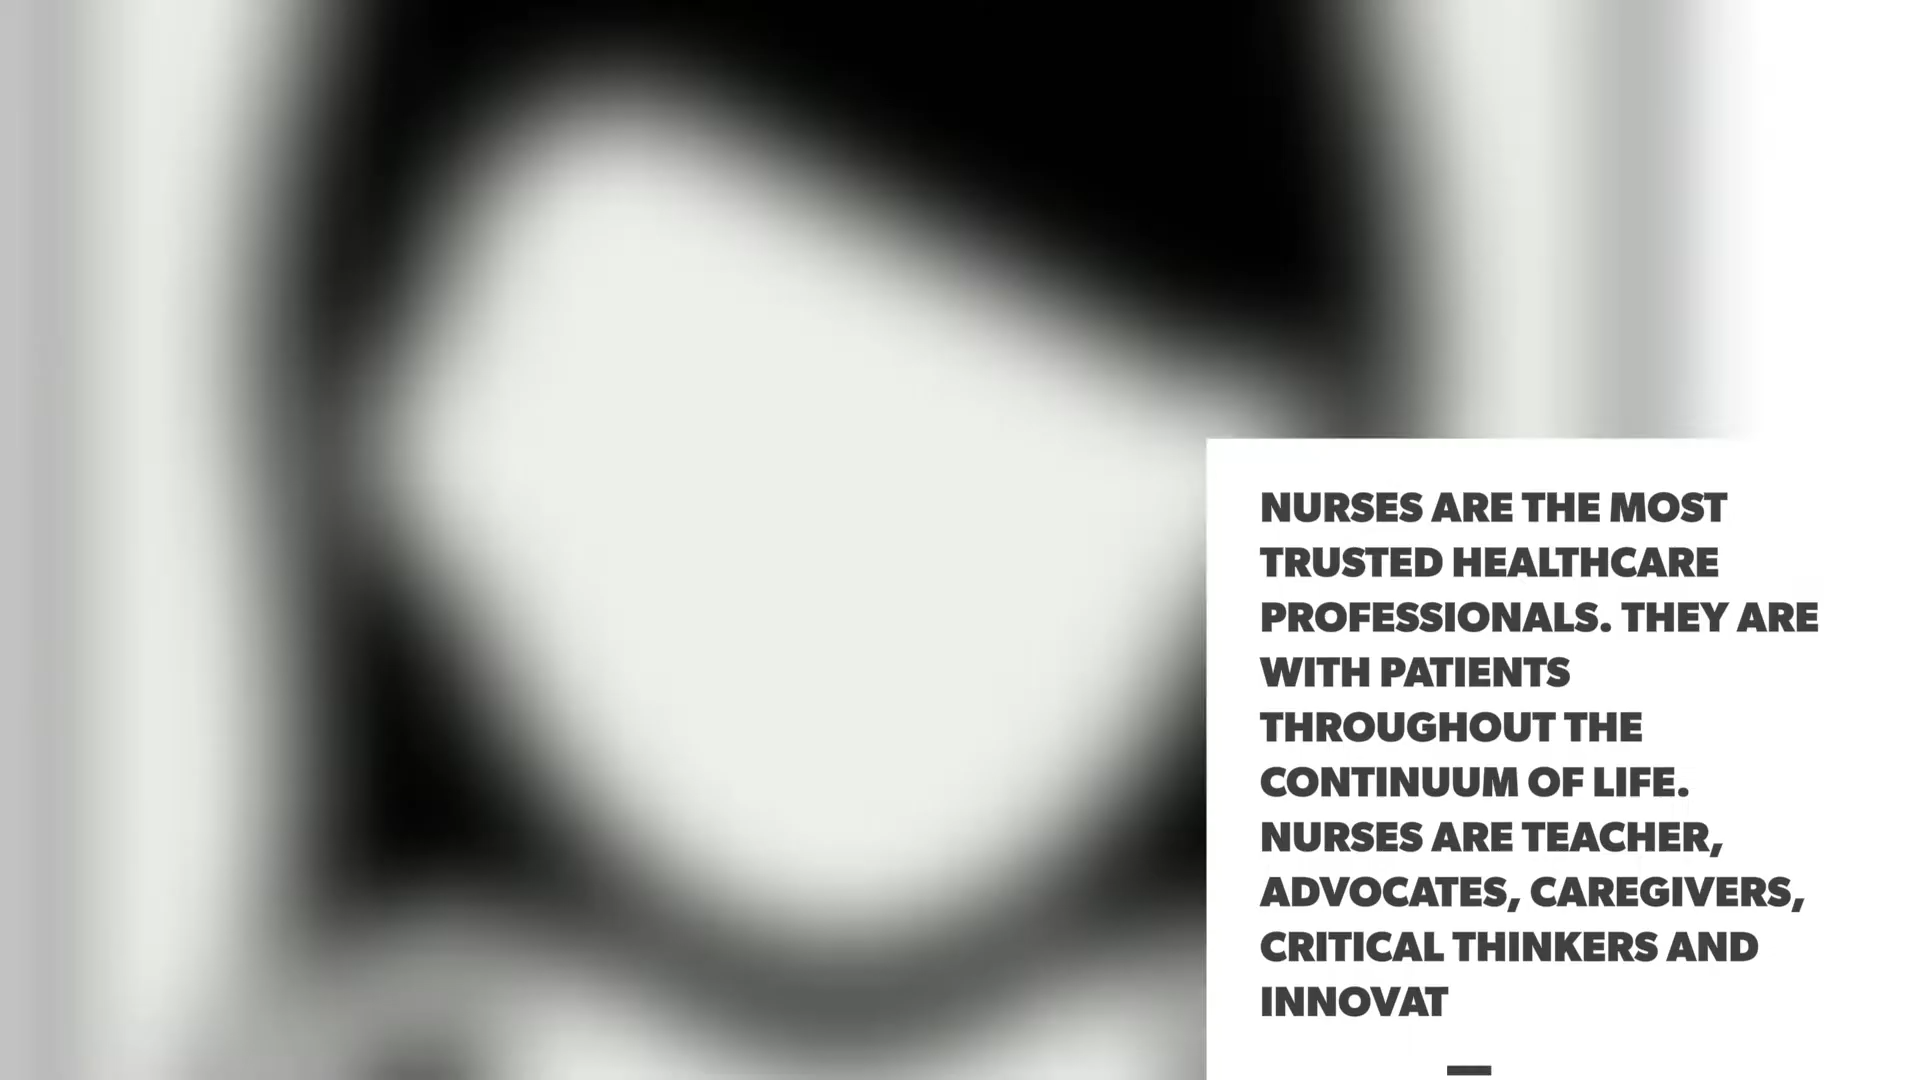 NURSES ARE THE MOST
TRUSTED HEALTHCARE
PROFESSIONALS. THEY ARE
WITH PATIENTS
THROUGHOUT THE
CONTINUUM OF LIFE.
NURSES ARE TEACHER,
ADVOCATES, CAREGIVERS,
CRITICAL THINKERS AND
INNOVAT